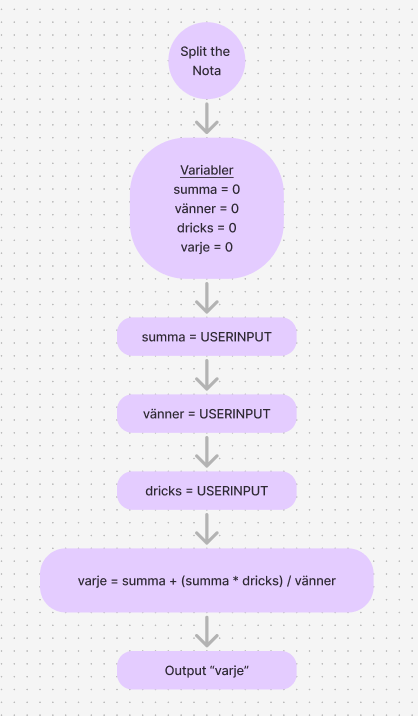 Split the
Nota
Variabler
summa = 0
vänner = 0
dricks = 0
varje = 0
summa = USERINPUT
vänner = USERINPUT
dricks = USERINPUT
varje = summa + (summa * dricks) / vänner
Output “varje”